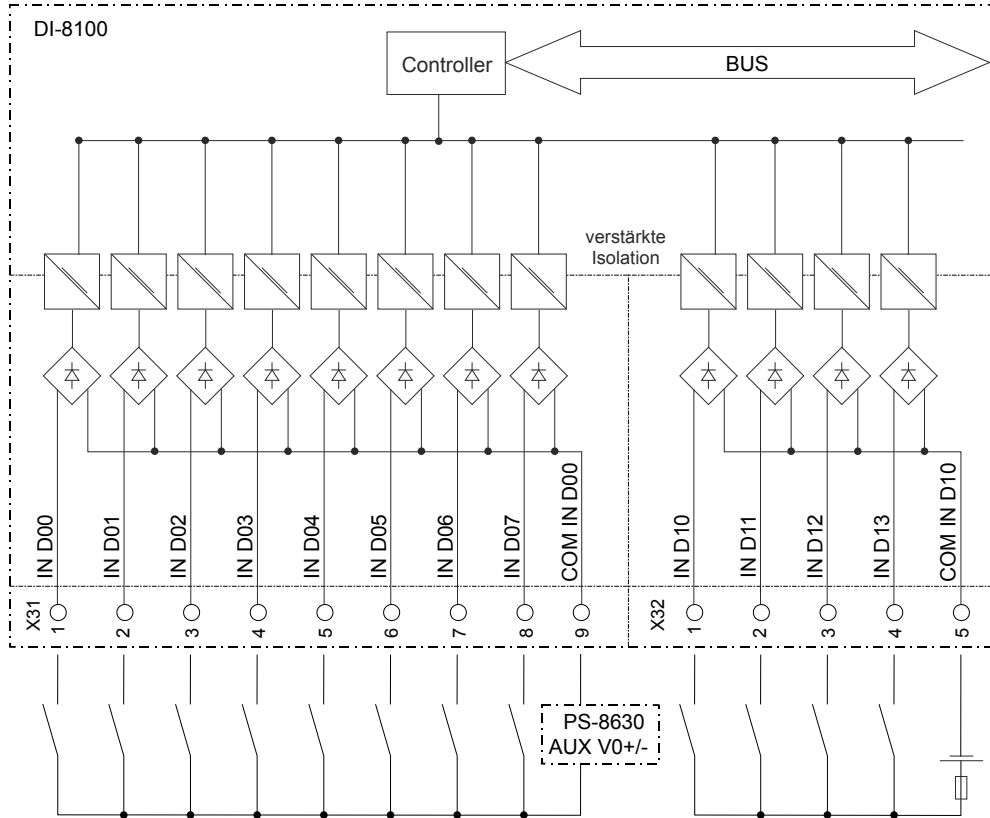 DI-8100
Controller
BUS
verstärkte
Isolation
IN D00
IN D01
IN D02
IN D03
IN D04
IN D05
IN D06
IN D07
COM IN D00
IN D10
IN D11
IN D12
IN D13
COM IN D10
X31
1
2
3
4
5
6
7
8
9
X32
1
2
3
4
5
PS-8630
AUX V0+/-